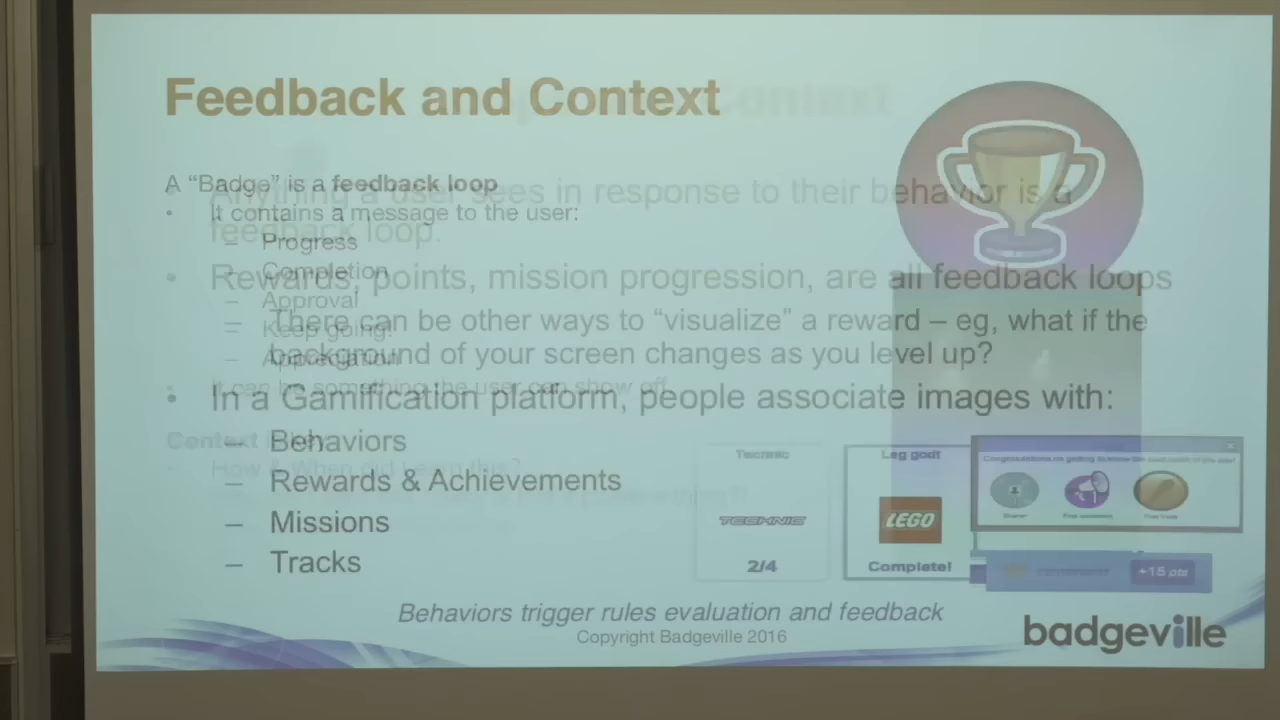 Feedback and Context
Context
A “Badge” is a feedback loop
• It contains a message to the user:
– Progress
– Completion
– Approval
– Keep going!
– Appreciation
• It can be something the user can show off
Context
• How & When did I earn this?
• Anything a user sees in response to their behavior is a
feedback loop.
• Rewards, points, mission progression, are all feedback loops
– There can be other ways to “visualize” a reward – eg, what if the
background of your screen changes as you level up?
• In a Gamification platform, people associate images with:
– Behaviors
– Rewards & Achievements
– Missions
– Tracks
Technic
TECHNIC
2/4
Leg godt
LEGO
Complete!
+15 pts
Behaviors trigger rules evaluation and feedback
Copyright Badgeville 2016
badgeville